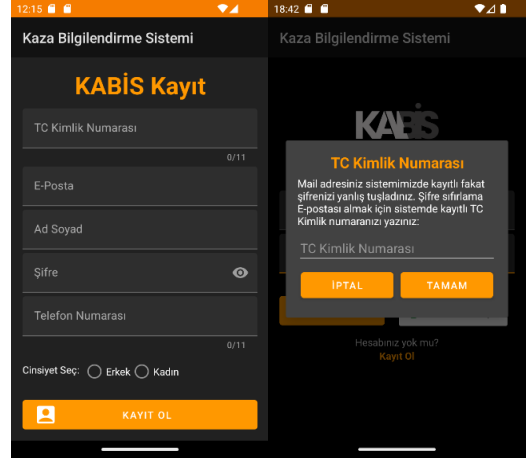 12:15
Kaza Bilgilendirme Sistemi
KABİS Kayıt
TC Kimlik Numarası
0/11
E-Posta
Ad Soyad
Şifre
Telefon Numarası
0/11
Cinsiyet Seç: Erkek Kadın
KAYIT OL
18:42
Kaza Bilgilendirme Sistemi
KABİS
TC Kimlik Numarası
Mail adresiniz sistemimizde kayıtlı fakat
şifrenizi yanlış tuşladınız. Şifre sıfırlama
E-postası almak için sistemde kayıtlı TC
Kimlik numaranızı yazınız:
TC Kimlik Numarası
İPTAL TAMAM
Hesabınız yok mu?
Kayıt Ol